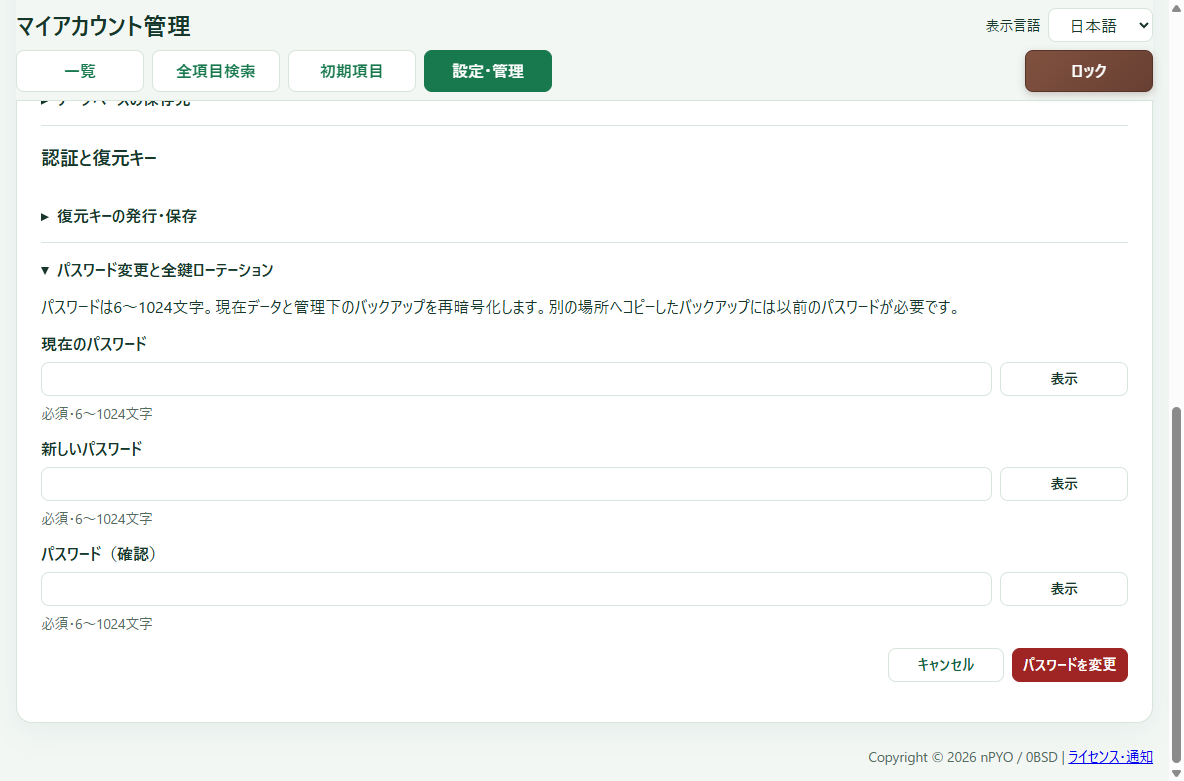 マイアカウント管理
表示言語 日本語
一覧 全項目検索 初期項目 設定・管理 ロック
▸ データベースの保存先
認証と復元キー
▸ 復元キーの発行・保存
▾ パスワード変更と全鍵ローテーション
パスワードは6～1024文字。現在データと管理下のバックアップを再暗号化します。別の場所へコピーしたバックアップには以前のパスワードが必要です。
現在のパスワード
表示
必須・6～1024文字
新しいパスワード
表示
必須・6～1024文字
パスワード（確認）
表示
必須・6～1024文字
キャンセル パスワードを変更
Copyright © 2026 nPYO / 0BSD | ライセンス・通知